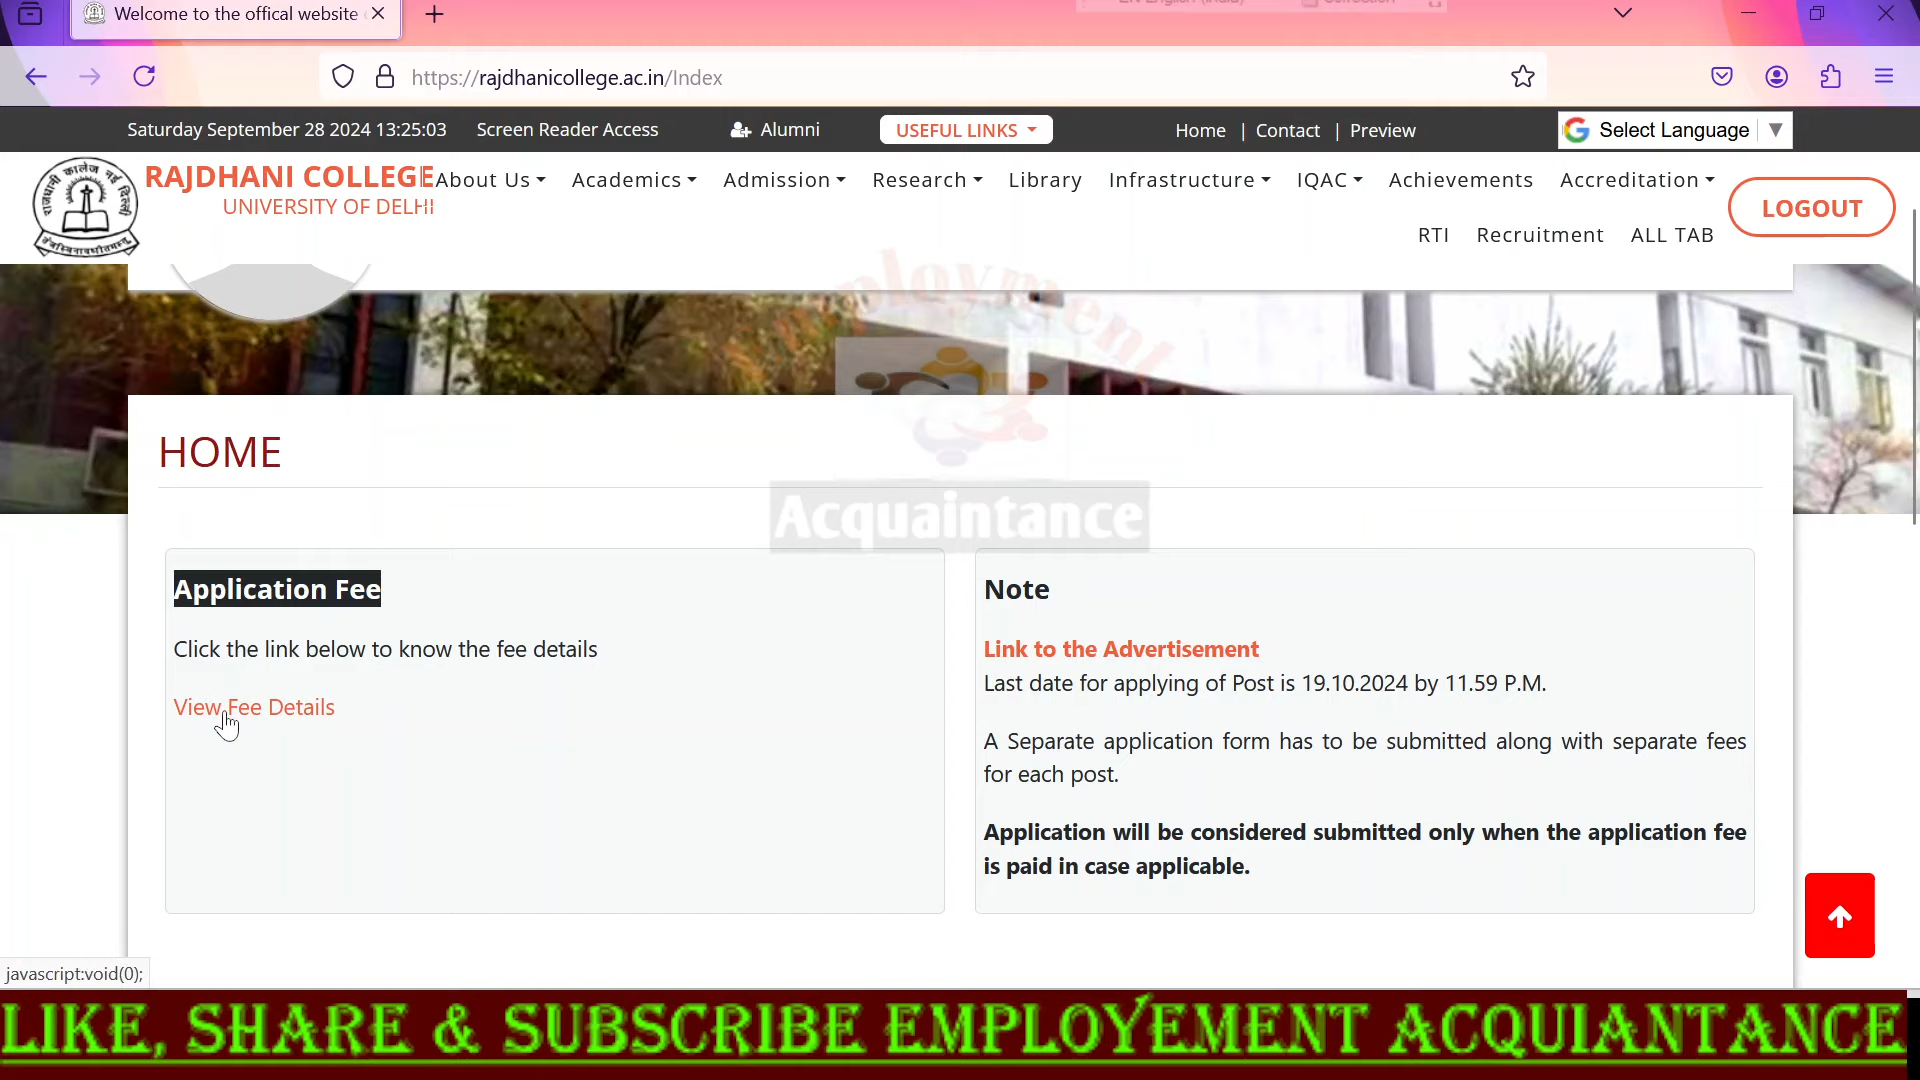 Welcome to the offical website
https://rajdhanicollege.ac.in/Index
Saturday September 28 2024 13:25:03
Screen Reader Access
Alumni
USEFUL LINKS
Home | Contact | Preview
Select Language
राजधानी कालेज नई दिल्ली
RAJDHANI COLLEGE
UNIVERSITY OF DELHI
About Us
Academics
Admission
Research
Library
Infrastructure
IQAC
Achievements
Accreditation
RTI
Recruitment
ALL TAB
LOGOUT
Employment
Acquaintance
HOME
Application Fee
Click the link below to know the fee details
View Fee Details
Note
Link to the Advertisement
Last date for applying of Post is 19.10.2024 by 11.59 P.M.
A Separate application form has to be submitted along with separate fees
for each post.
Application will be considered submitted only when the application fee
is paid in case applicable.
javascript:void(0);
LIKE, SHARE & SUBSCRIBE EMPLOYEMENT ACQUIANTANCE